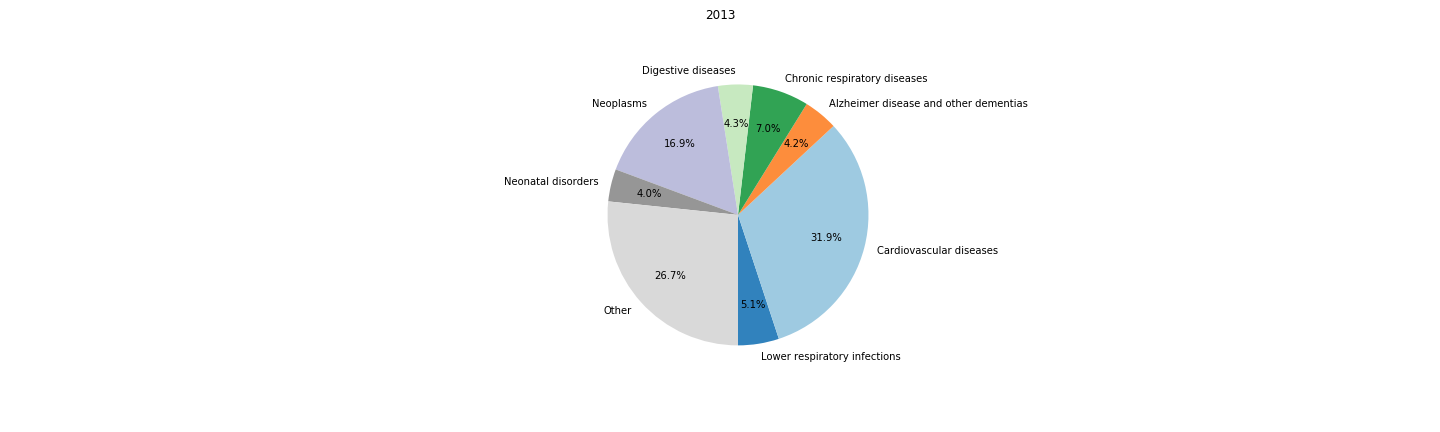 2013
Digestive diseases
Chronic respiratory diseases
Neoplasms
Alzheimer disease and other dementias
4.3%
7.0%
16.9%
4.2%
Neonatal disorders
4.0%
31.9%
Cardiovascular diseases
26.7%
5.1%
Other
Lower respiratory infections